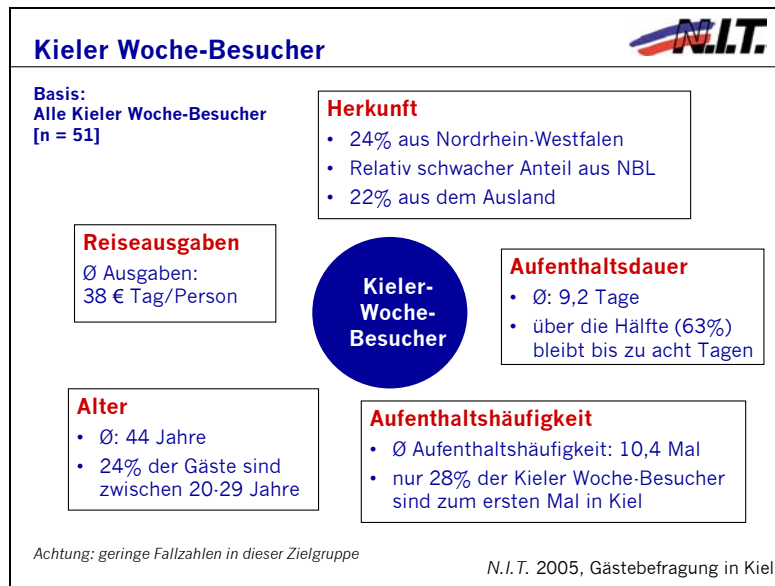 Kieler Woche-Besucher
N.I.T.
Basis:
Alle Kieler Woche-Besucher
[n = 51]
Herkunft
• 24% aus Nordrhein-Westfalen
• Relativ schwacher Anteil aus NBL
• 22% aus dem Ausland
Reiseausgaben
Ø Ausgaben:
38 € Tag/Person
Kieler-
Woche-
Besucher
Aufenthaltsdauer
• Ø: 9,2 Tage
• über die Hälfte (63%)
bleibt bis zu acht Tagen
Alter
• Ø: 44 Jahre
• 24% der Gäste sind
zwischen 20-29 Jahre
Aufenthaltshäufigkeit
• Ø Aufenthaltshäufigkeit: 10,4 Mal
• nur 28% der Kieler Woche-Besucher
sind zum ersten Mal in Kiel
Achtung: geringe Fallzahlen in dieser Zielgruppe
N.I.T. 2005, Gästebefragung in Kiel